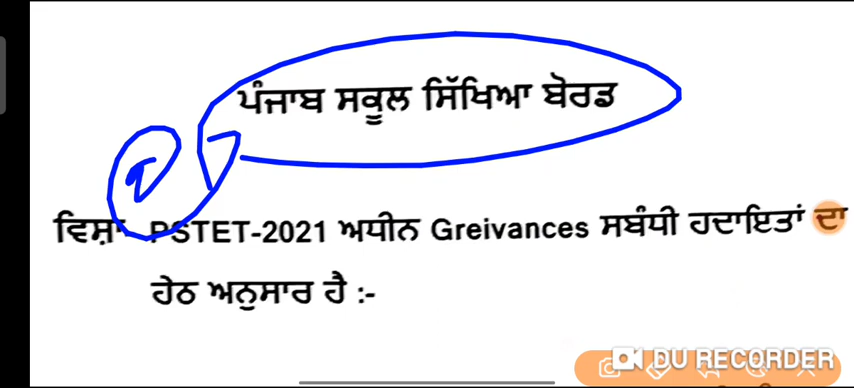 ਪੰਜਾਬ ਸਕੂਲ ਸਿੱਖਿਆ ਬੋਰਡ
ਵਿਸ਼ਾ PSTET-2021 ਅਧੀਨ Greivances ਸਬੰਧੀ ਹਦਾਇਤਾਂ ਦਾ
ਹੇਠ ਅਨੁਸਾਰ ਹੈ :-
DU RECORDER